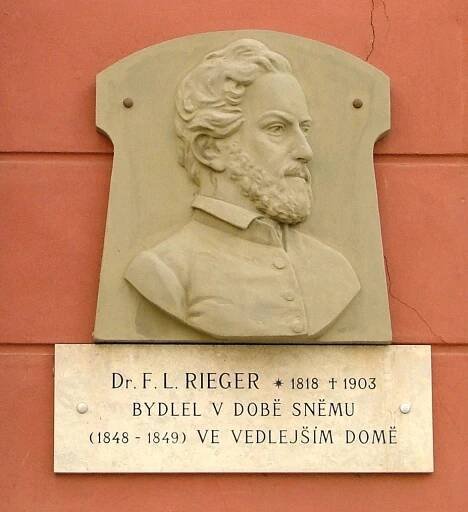 Dr. F. L. RIEGER ✶ 1818 † 1903
BYDLEL V DOBĚ SNĚMU
(1848 - 1849) VE VEDLEJŠÍM DOMĚ